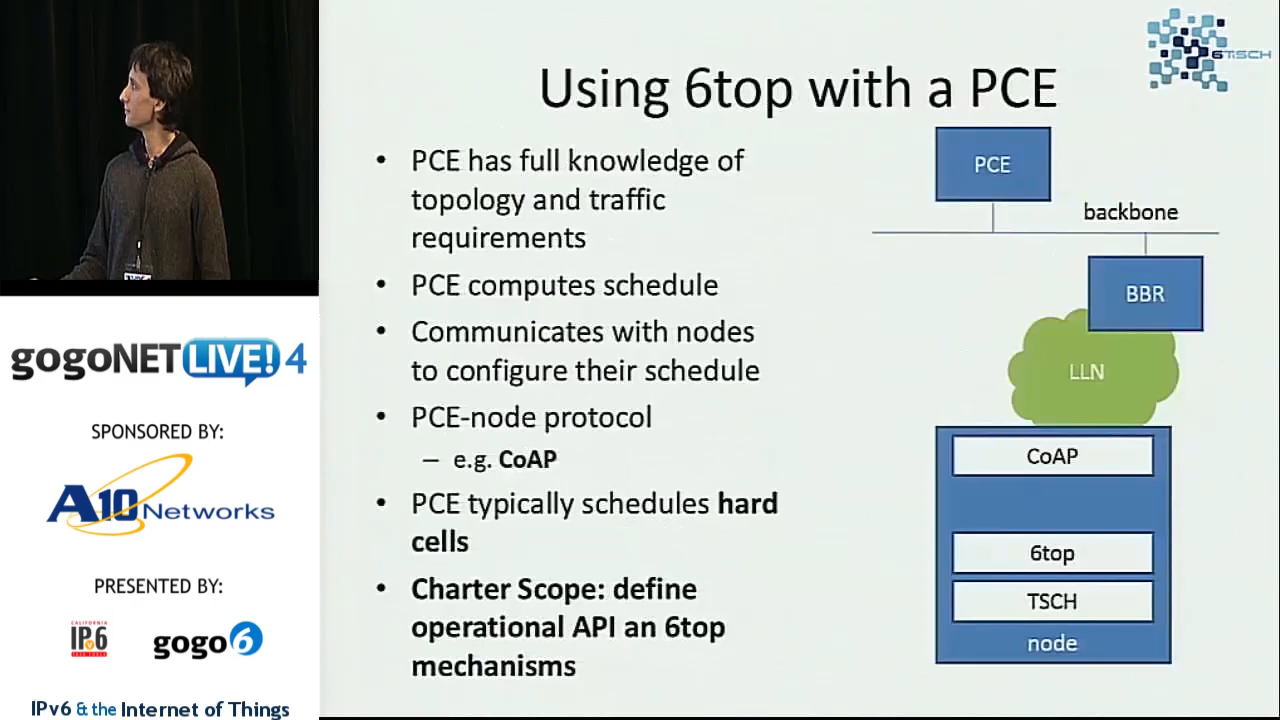 6TiSCH
Using 6top with a PCE
• PCE has full knowledge of
topology and traffic
requirements
• PCE computes schedule
• Communicates with nodes
to configure their schedule
• PCE-node protocol
– e.g. CoAP
• PCE typically schedules hard
cells
• Charter Scope: define
operational API an 6top
mechanisms
PCE
backbone
BBR
LLN
CoAP
6top
TSCH
node
gogoNET LIVE! 4
SPONSORED BY:
A10 Networks
PRESENTED BY:
CALIFORNIA
IPv6
TASK FORCE
gogo6
IPv6 & the Internet of Things